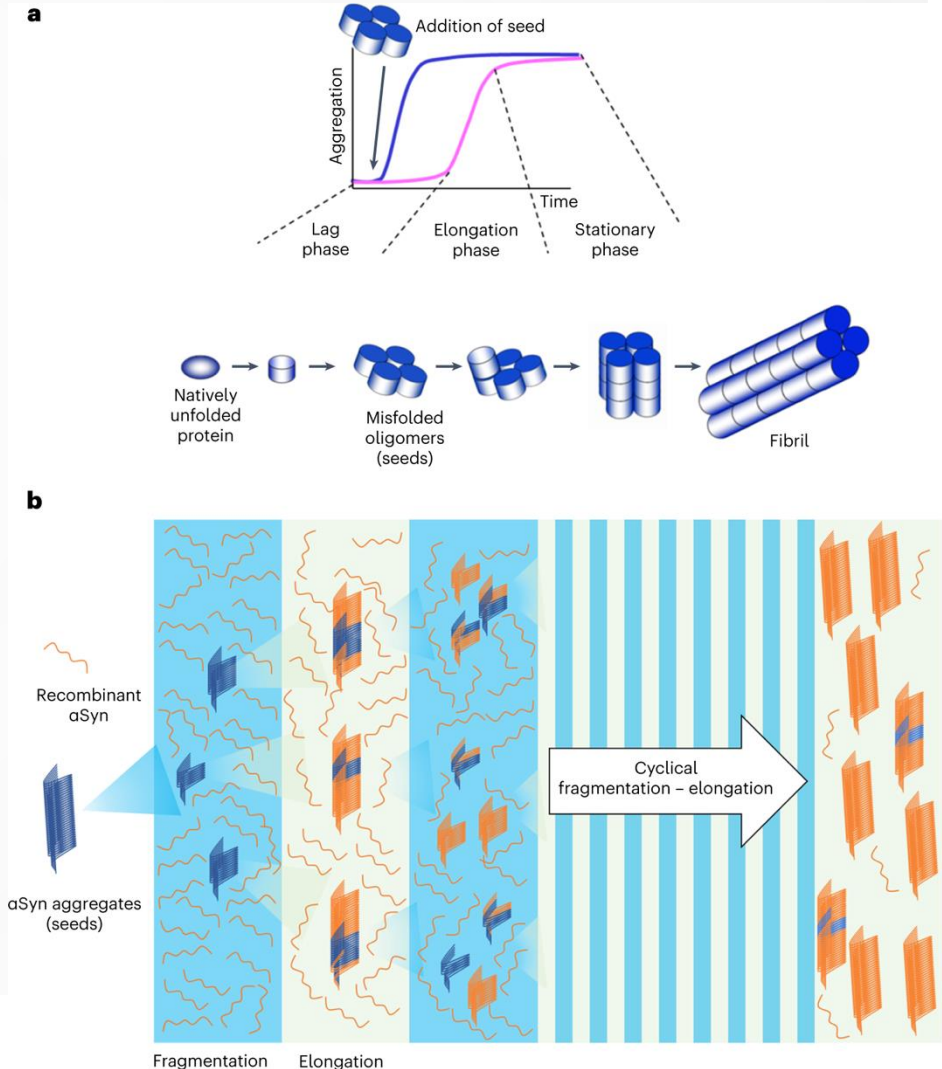 a
Addition of seed
Aggregation
Time
Lag
phase
Elongation
phase
Stationary
phase
Natively
unfolded
protein
Misfolded
oligomers
(seeds)
Fibril
b
Recombinant
αSyn
αSyn aggregates
(seeds)
Cyclical
fragmentation – elongation
Fragmentation
Elongation